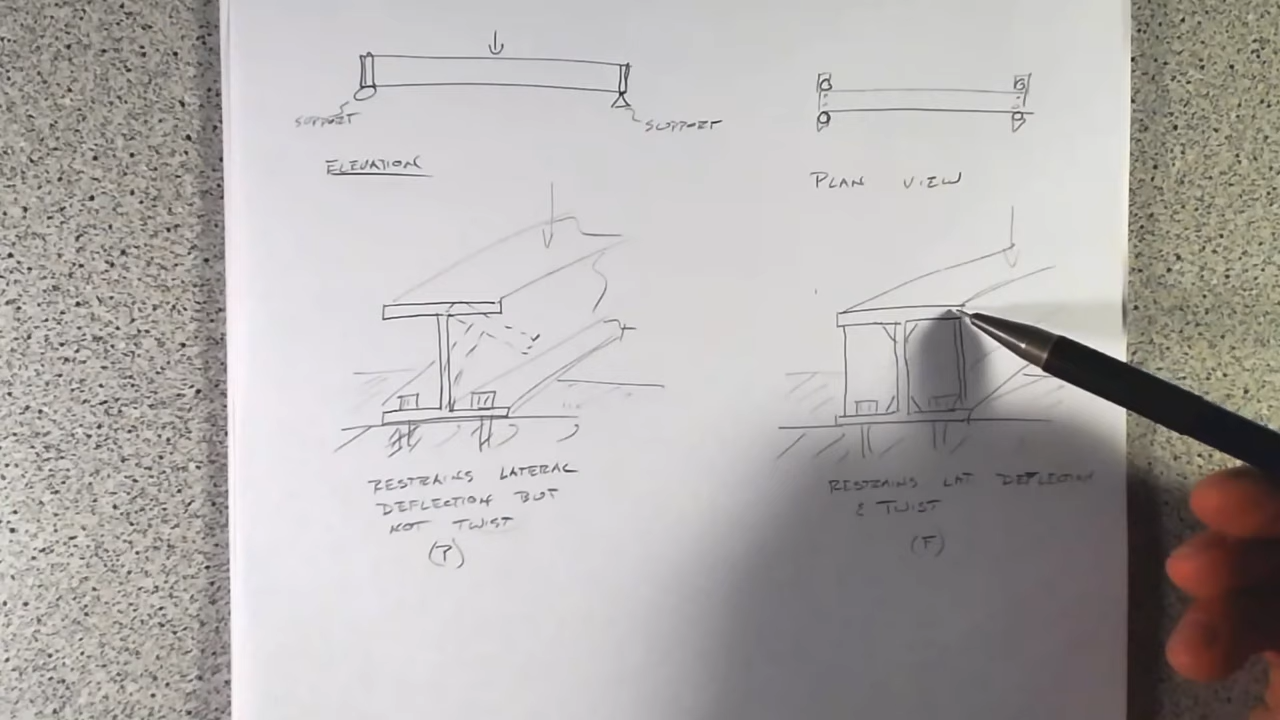 SUPPORT
SUPPORT
ELEVATION
PLAN VIEW
RESTRAINS LATERAL
DEFLECTION BUT
NOT TWIST
(P)
RESTRAINS LAT DEFLECTION
& TWIST
(F)